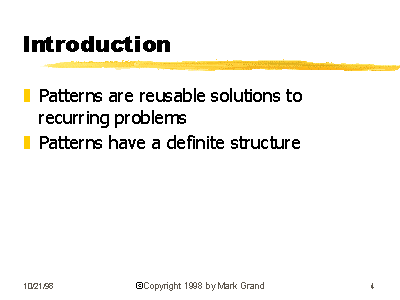 Introduction
Patterns are reusable solutions to
recurring problems
Patterns have a definite structure
10/21/98 ©Copyright 1998 by Mark Grand 4